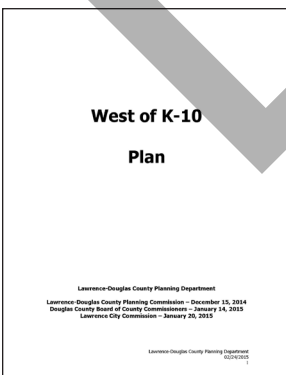 West of K-10
Plan
Lawrence-Douglas County Planning Department
Lawrence-Douglas County Planning Commission – December 15, 2014
Douglas County Board of County Commissioners – January 14, 2015
Lawrence City Commission – January 20, 2015
Lawrence-Douglas County Planning Department
02/24/2015
1